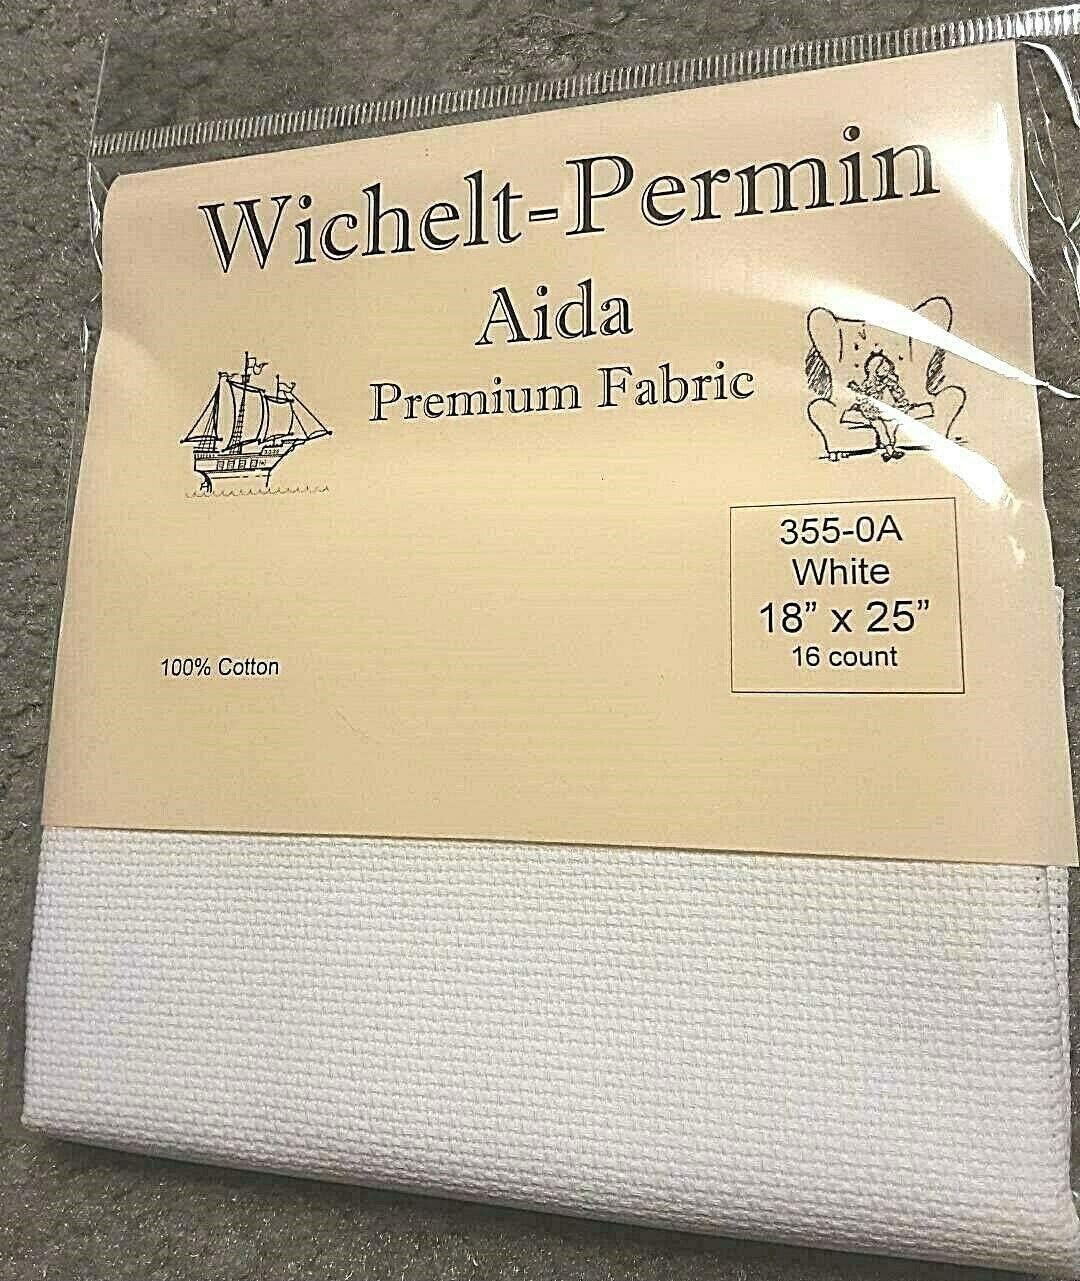 Wichelt-Permin
Aida
Premium Fabric
355-0A
White
18” x 25”
16 count
100% Cotton